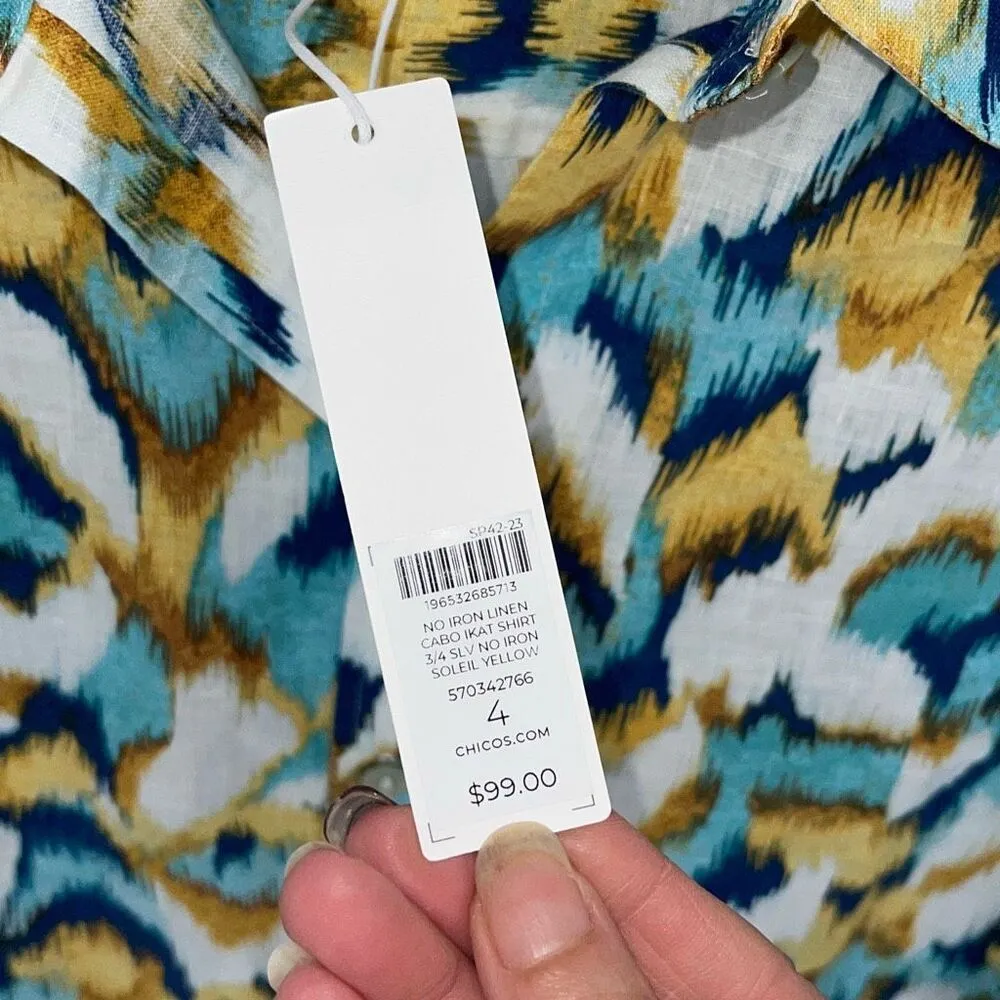 SP42-23
196532685713
NO IRON LINEN
CABO IKAT SHIRT
3/4 SLV NO IRON
SOLEIL YELLOW
570342766
4
CHICOS.COM
$99.00